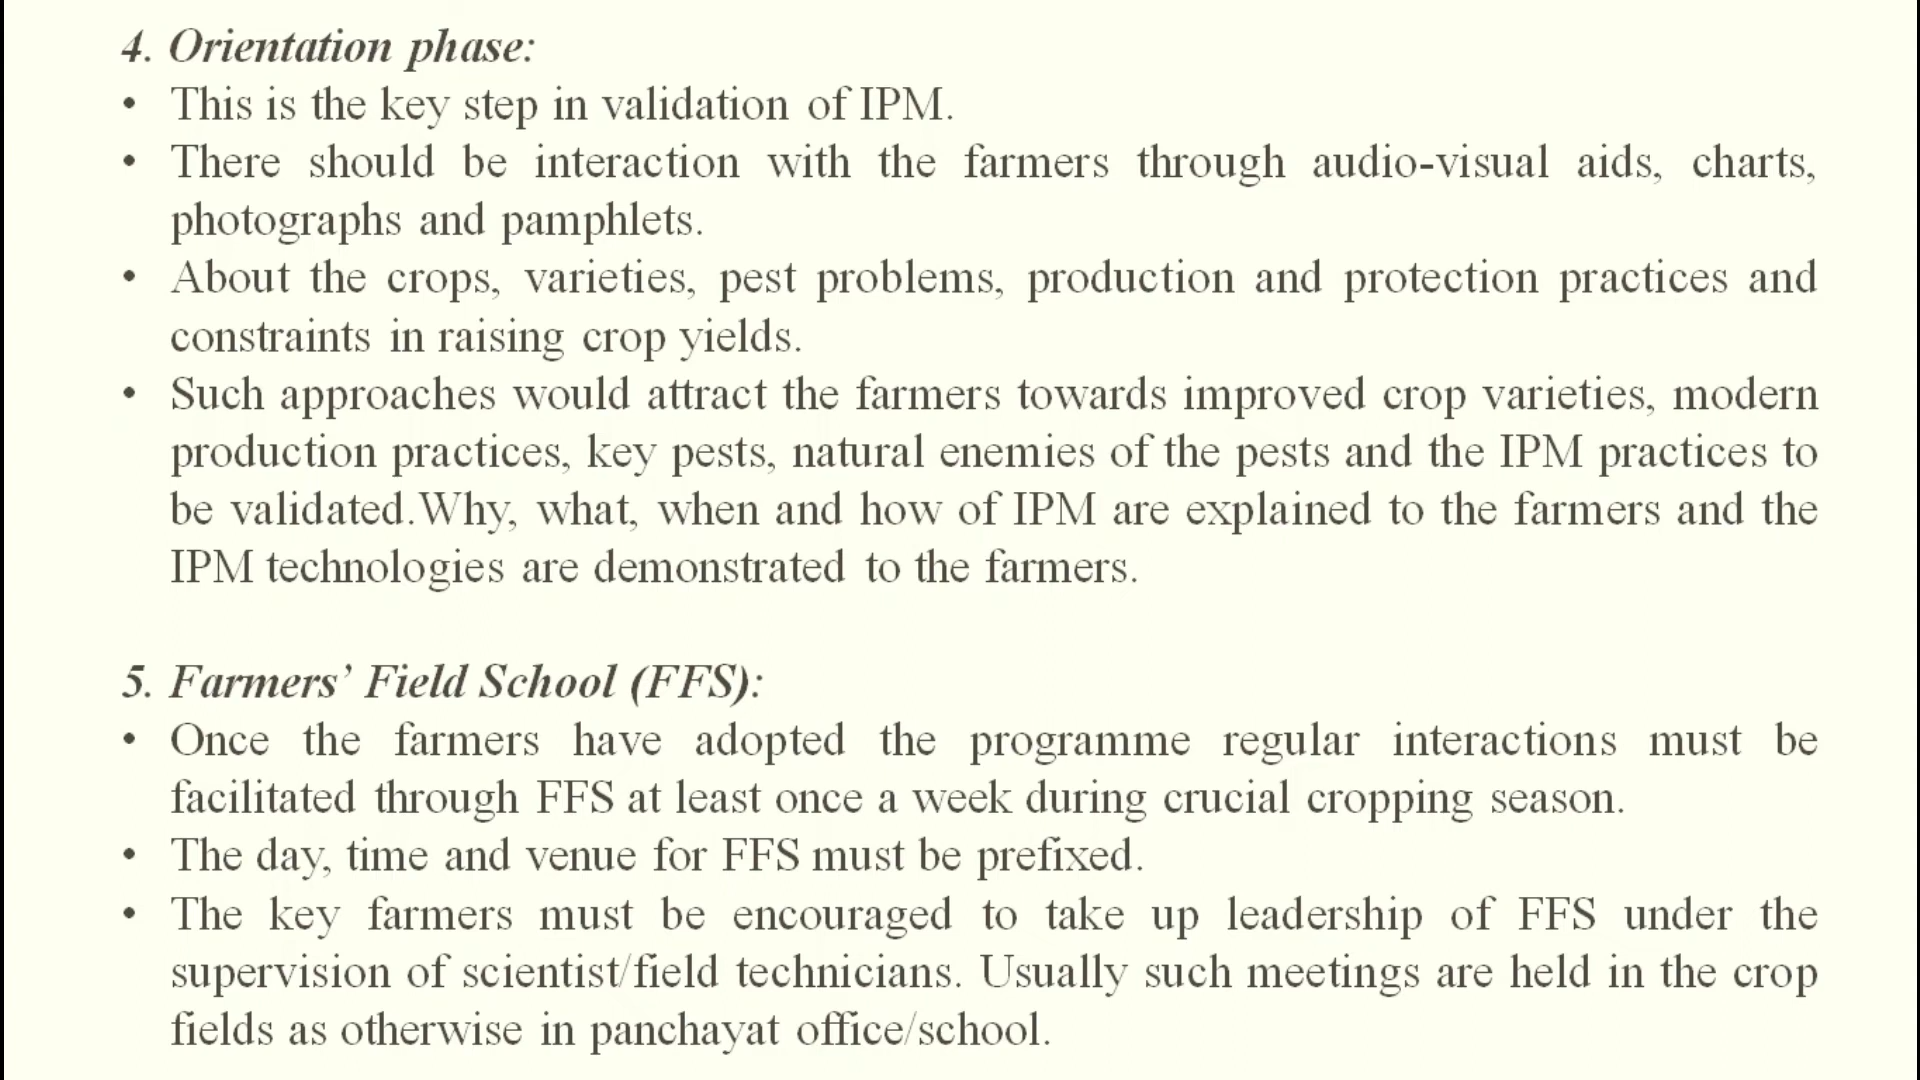 4. Orientation phase:
• This is the key step in validation of IPM.
• There should be interaction with the farmers through audio-visual aids, charts,
photographs and pamphlets.
• About the crops, varieties, pest problems, production and protection practices and
constraints in raising crop yields.
• Such approaches would attract the farmers towards improved crop varieties, modern
production practices, key pests, natural enemies of the pests and the IPM practices to
be validated.Why, what, when and how of IPM are explained to the farmers and the
IPM technologies are demonstrated to the farmers.
5. Farmers’ Field School (FFS):
• Once the farmers have adopted the programme regular interactions must be
facilitated through FFS at least once a week during crucial cropping season.
• The day, time and venue for FFS must be prefixed.
• The key farmers must be encouraged to take up leadership of FFS under the
supervision of scientist/field technicians. Usually such meetings are held in the crop
fields as otherwise in panchayat office/school.